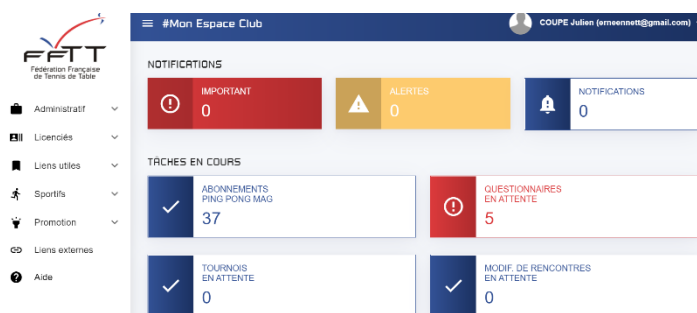 FFTT
Fédération Française
de Tennis de Table
Administratif
Licenciés
Liens utiles
Sportifs
Promotion
Liens externes
Aide
#Mon Espace Club
COUPE Julien (erneennett@gmail.com)
NOTIFICATIONS
IMPORTANT
0
ALERTES
0
NOTIFICATIONS
0
TÂCHES EN COURS
ABONNEMENTS
PING PONG MAG
37
QUESTIONNAIRES
EN ATTENTE
5
TOURNOIS
EN ATTENTE
0
MODIF. DE RENCONTRES
EN ATTENTE
0